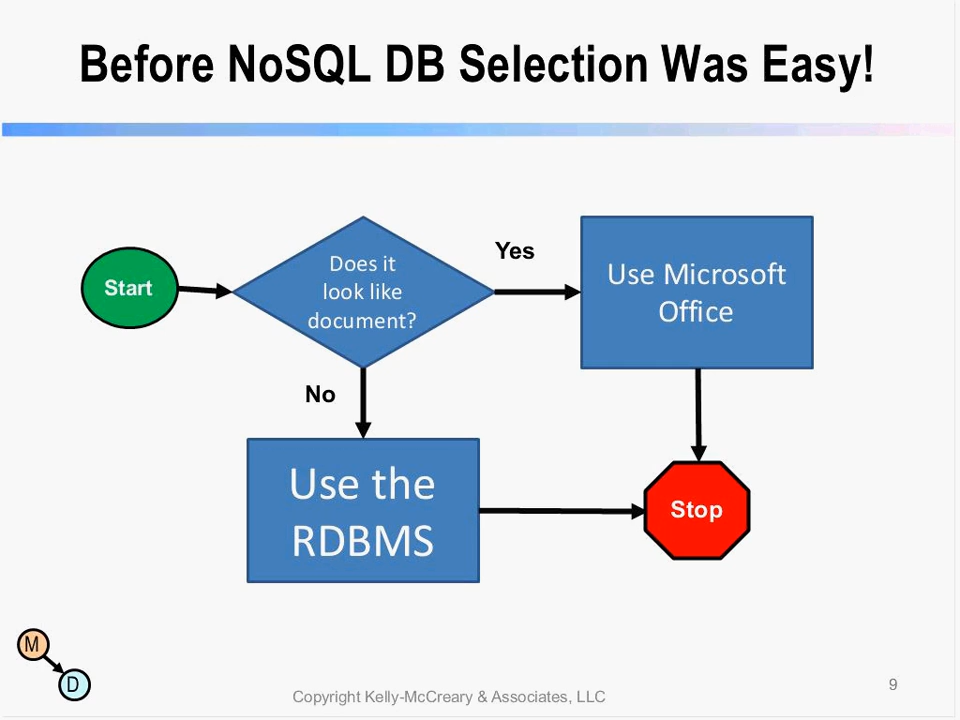 Before NoSQL DB Selection Was Easy!
Start
Does it
look like
document?
Yes
Use Microsoft
Office
No
Use the
RDBMS
Stop
M
D
Copyright Kelly-McCreary & Associates, LLC
9